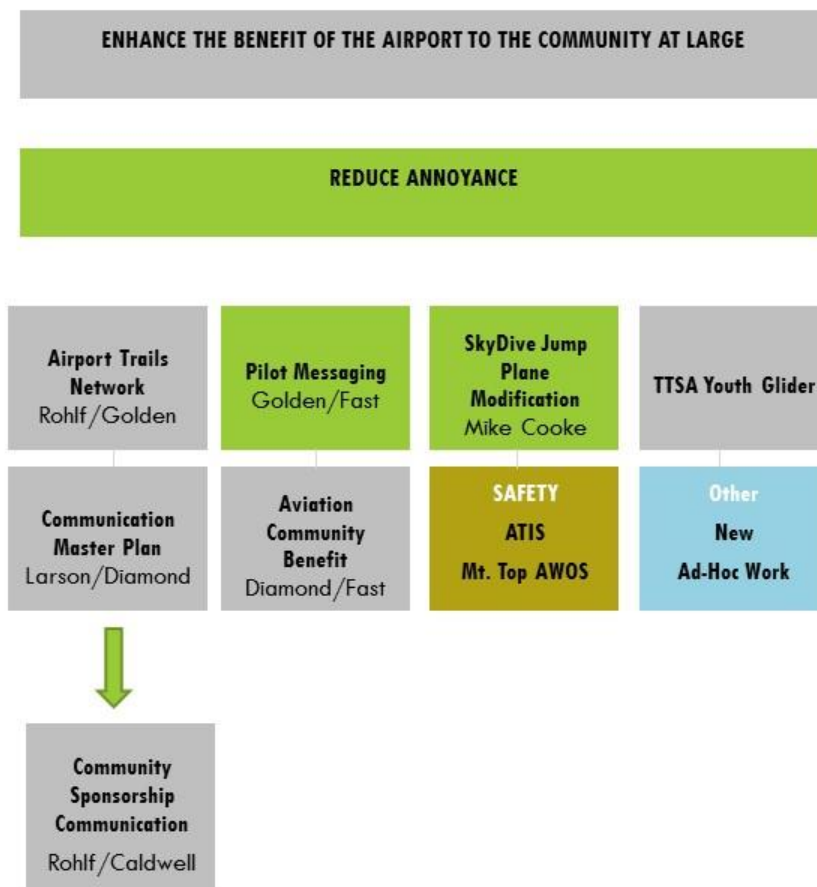 ENHANCE THE BENEFIT OF THE AIRPORT TO THE COMMUNITY AT LARGE
REDUCE ANNOYANCE
Airport Trails
Network
Rohlf/Golden
Pilot Messaging
Golden/Fast
SkyDive Jump
Plane
Modification
Mike Cooke
TTSA Youth Glider
Communication
Master Plan
Larson/Diamond
Aviation
Community
Benefit
Diamond/Fast
SAFETY
ATIS
Mt. Top AWOS
Other
New
Ad-Hoc Work
Community
Sponsorship
Communication
Rohlf/Caldwell